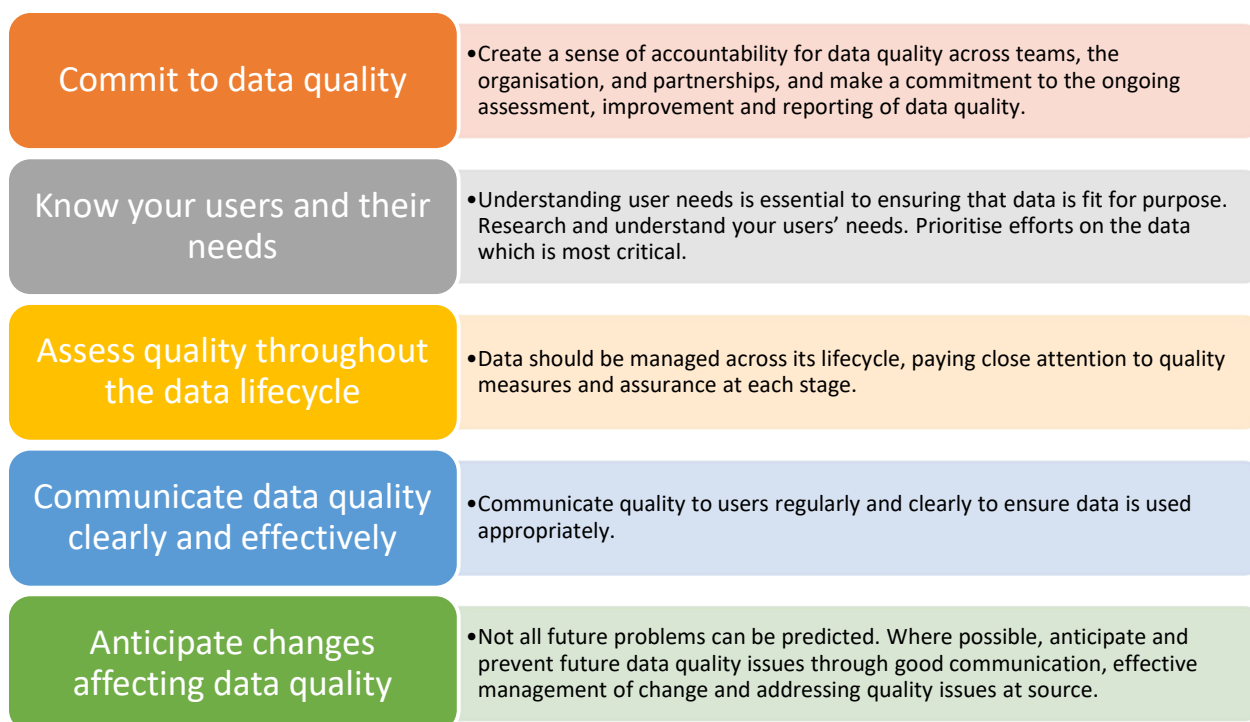 Commit to data quality
•Create a sense of accountability for data quality across teams, the
organisation, and partnerships, and make a commitment to the ongoing
assessment, improvement and reporting of data quality.
Know your users and their
needs
•Understanding user needs is essential to ensuring that data is fit for purpose.
Research and understand your users’ needs. Prioritise efforts on the data
which is most critical.
Assess quality throughout
the data lifecycle
•Data should be managed across its lifecycle, paying close attention to quality
measures and assurance at each stage.
Communicate data quality
clearly and effectively
•Communicate quality to users regularly and clearly to ensure data is used
appropriately.
Anticipate changes
affecting data quality
•Not all future problems can be predicted. Where possible, anticipate and
prevent future data quality issues through good communication, effective
management of change and addressing quality issues at source.